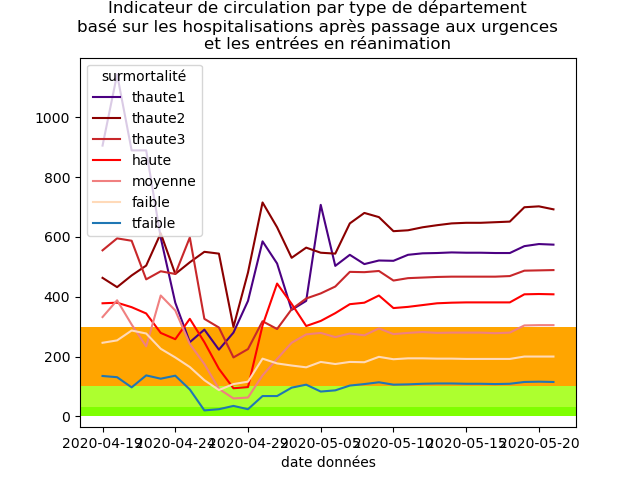 Indicateur de circulation par type de département
basé sur les hospitalisations après passage aux urgences
et les entrées en réanimation
surmortalité
thaute1
thaute2
thaute3
haute
moyenne
faible
tfaible
1000
800
600
400
200
0
2020-04-19 2020-04-24 2020-04-29 2020-05-05 2020-05-10 2020-05-15 2020-05-20
date données